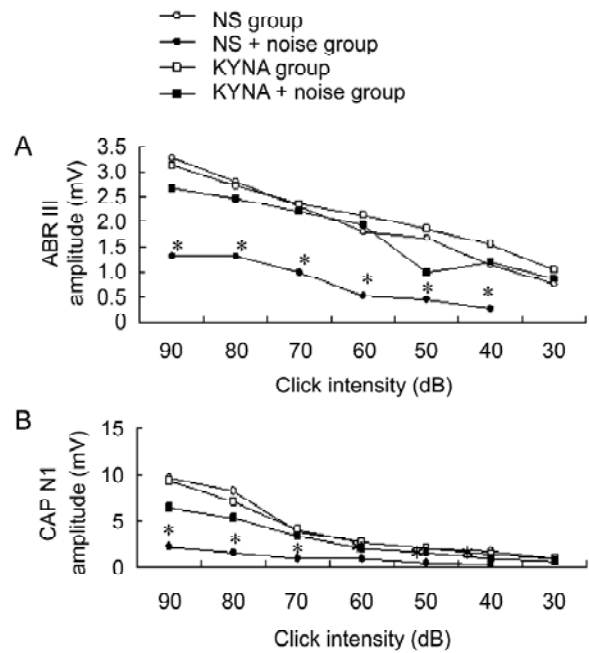 NS group
NS + noise group
KYNA group
KYNA + noise group
A
ABR III
amplitude (mV)
3.5
3.0
2.5
2.0
1.5
1.0
0.5
0
90 80 70 60 50 40 30
Click intensity (dB)
* * * * * *
B
CAP N1
amplitude (mV)
15
10
5
0
* * * * * *
90 80 70 60 50 40 30
Click intensity (dB)